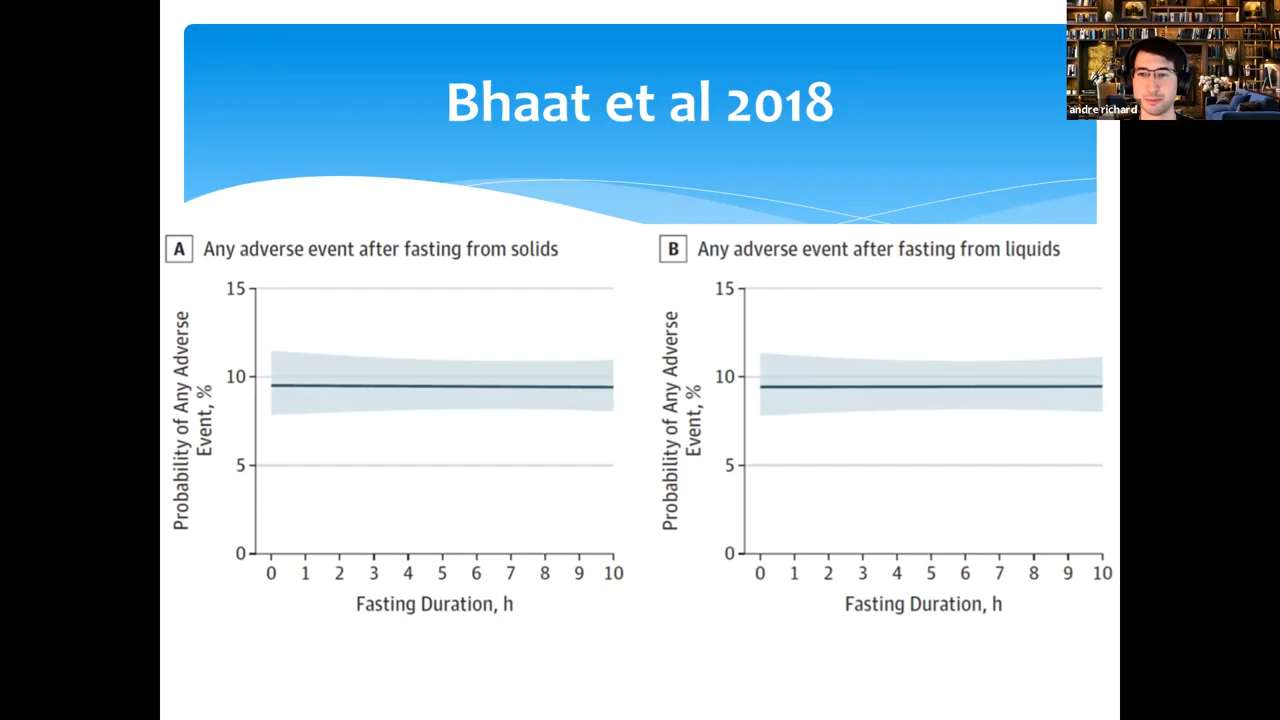 Bhaat et al 2018
andre richard
A Any adverse event after fasting from solids
Probability of Any Adverse
Event, %
15
10
5
0
0 1 2 3 4 5 6 7 8 9 10
Fasting Duration, h
B Any adverse event after fasting from liquids
Probability of Any Adverse
Event, %
15
10
5
0
0 1 2 3 4 5 6 7 8 9 10
Fasting Duration, h